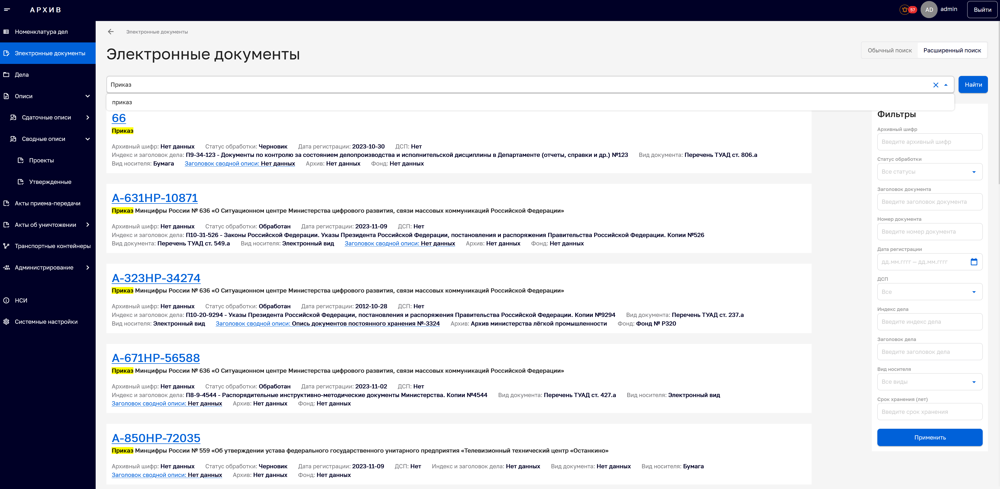 АРХИВ
57
AD
admin
Выйти
Номенклатура дел
Электронные документы
Дела
Описи
Сдаточные описи
Сводные описи
Проекты
Утвержденные
Акты приема-передачи
Акты об уничтожении
Транспортные контейнеры
Администрирование
НСИ
Системные настройки
Электронные документы
Электронные документы
Обычный поиск
Расширенный поиск
Приказ
Найти
приказ
66
Приказ
Архивный шифр: Нет данных Статус обработки: Черновик Дата регистрации: 2023-10-30 ДСП: Нет
Индекс и заголовок дела: П9-34-123 - Документы по контролю за состоянием делопроизводства и исполнительской дисциплины в Департаменте (отчеты, справки и др.) №123 Вид документа: Перечень ТУАД ст. 806.а
Вид носителя: Бумага Заголовок сводной описи: Нет данных Архив: Нет данных Фонд: Нет данных
А-631НР-10871
Приказ Минцифры России № 636 «О Ситуационном центре Министерства цифрового развития, связи массовых коммуникаций Российской Федерации»
Архивный шифр: Нет данных Статус обработки: Обработан Дата регистрации: 2023-11-09 ДСП: Нет
Индекс и заголовок дела: П10-31-526 - Законы Российской Федерации. Указы Президента Российской Федерации, постановления и распоряжения Правительства Российской Федерации. Копии №526
Вид документа: Перечень ТУАД ст. 549.а Вид носителя: Электронный вид Заголовок сводной описи: Нет данных Архив: Нет данных Фонд: Нет данных
А-323НР-34274
Приказ Минцифры России № 636 «О Ситуационном центре Министерства цифрового развития, связи массовых коммуникаций Российской Федерации»
Архивный шифр: Нет данных Статус обработки: Обработан Дата регистрации: 2012-10-28 ДСП: Нет
Индекс и заголовок дела: П10-20-9294 - Указы Президента Российской Федерации, постановления и распоряжения Правительства Российской Федерации. Копии №9294 Вид документа: Перечень ТУАД ст. 237.а
Вид носителя: Электронный вид Заголовок сводной описи: Опись документов постоянного хранения №-3324 Архив: Архив министерства лёгкой промышленности Фонд: Фонд № Р320
А-671НР-56588
Приказ Минцифры России № 636 «О Ситуационном центре Министерства цифрового развития, связи массовых коммуникаций Российской Федерации»
Архивный шифр: Нет данных Статус обработки: Обработан Дата регистрации: 2023-11-02 ДСП: Нет
Индекс и заголовок дела: П8-9-4544 - Распорядительные инструктивно-методические документы Министерства. Копии №4544 Вид документа: Перечень ТУАД ст. 427.а Вид носителя: Электронный вид
Заголовок сводной описи: Нет данных Архив: Нет данных Фонд: Нет данных
А-850НР-72035
Приказ Минцифры России № 559 «Об утверждении устава федерального государственного унитарного предприятия «Телевизионный технический центр «Останкино»
Архивный шифр: Нет данных Статус обработки: Черновик Дата регистрации: 2023-11-09 ДСП: Нет Индекс и заголовок дела: Нет данных Вид документа: Нет данных Вид носителя: Бумага
Заголовок сводной описи: Нет данных Архив: Нет данных Фонд: Нет данных
Фильтры
Архивный шифр
Введите архивный шифр
Статус обработки
Все статусы
Заголовок документа
Введите заголовок документа
Номер документа
Введите номер документа
Дата регистрации
дд.мм.гггг – дд.мм.гггг
ДСП
Все
Индекс дела
Введите индекс дела
Заголовок дела
Введите заголовок дела
Вид носителя
Все виды
Срок хранения (лет)
Введите срок хранения
Применить